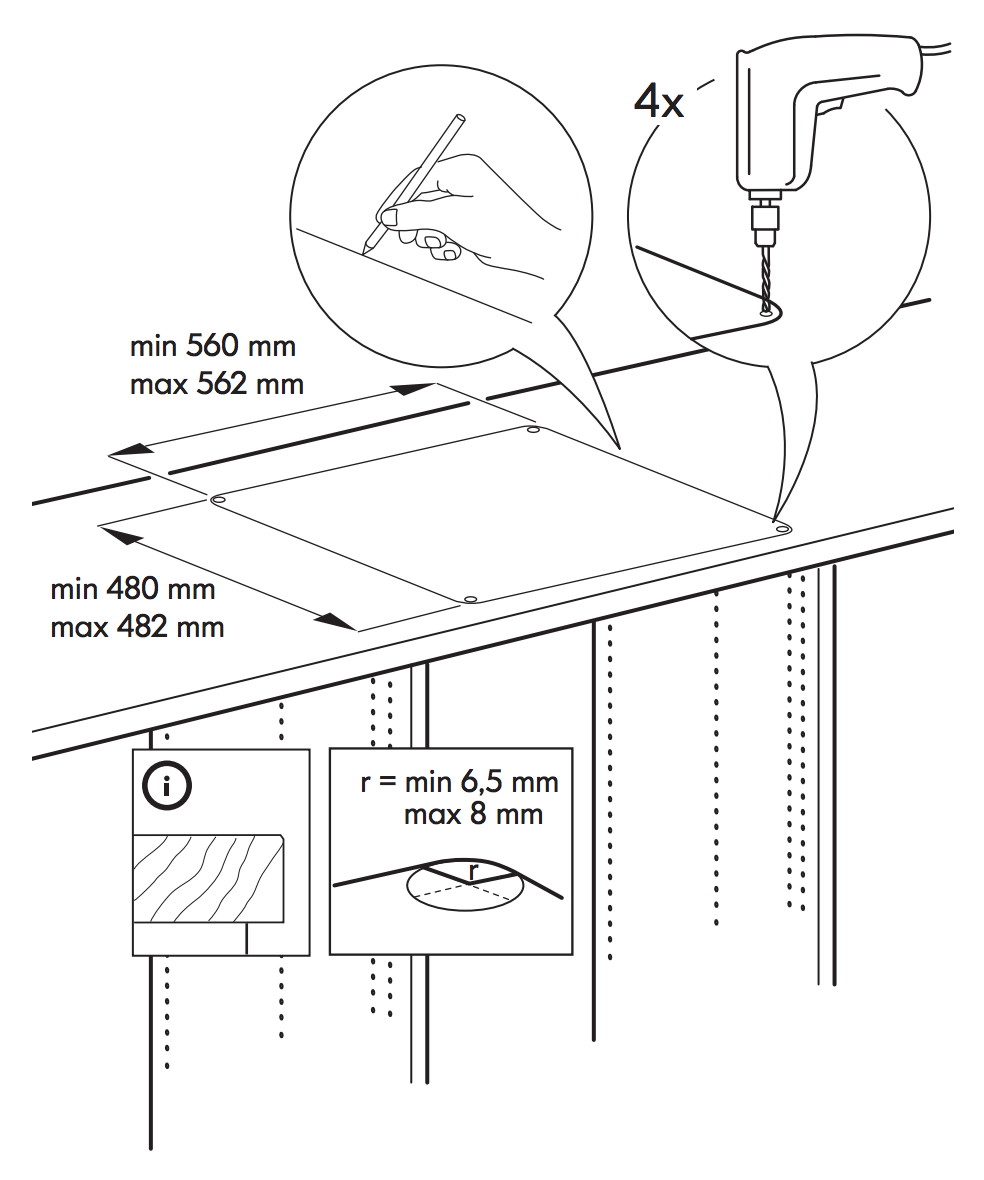 4x
min 560 mm
max 562 mm
min 480 mm
max 482 mm
i
r = min 6,5 mm
max 8 mm
r